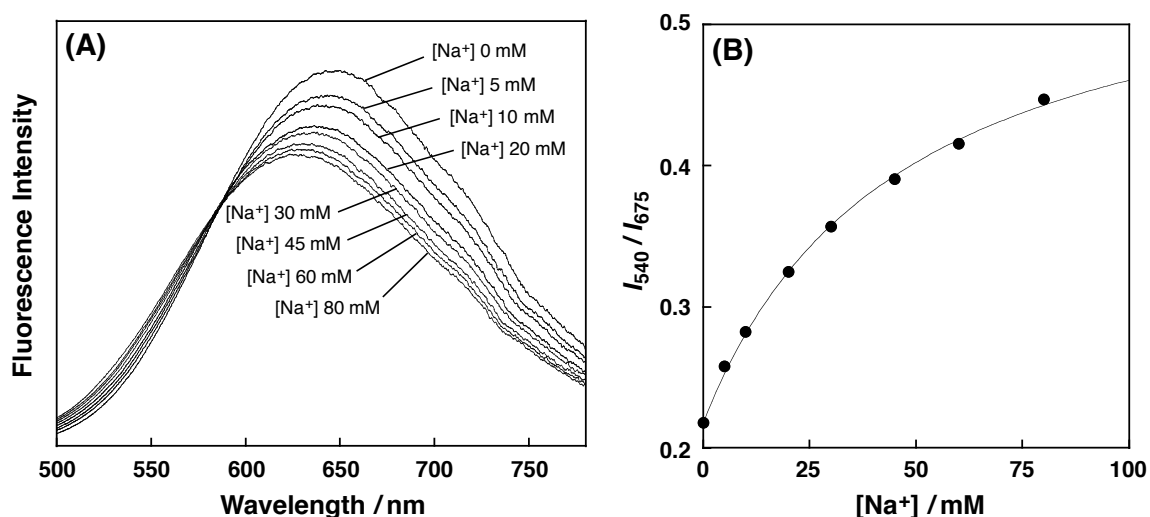 (A)
[Na⁺] 0 mM
[Na⁺] 5 mM
[Na⁺] 10 mM
[Na⁺] 20 mM
[Na⁺] 30 mM
[Na⁺] 45 mM
[Na⁺] 60 mM
[Na⁺] 80 mM
Fluorescence Intensity
500 550 600 650 700 750
Wavelength / nm
(B)
I₅₄₀ / I₆₇₅
0.5
0.4
0.3
0.2
0 25 50 75 100
[Na⁺] / mM